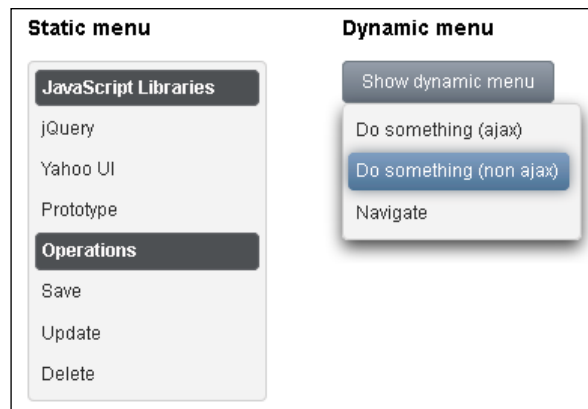 Static menu
JavaScript Libraries
jQuery
Yahoo UI
Prototype
Operations
Save
Update
Delete
Dynamic menu
Show dynamic menu
Do something (ajax)
Do something (non ajax)
Navigate